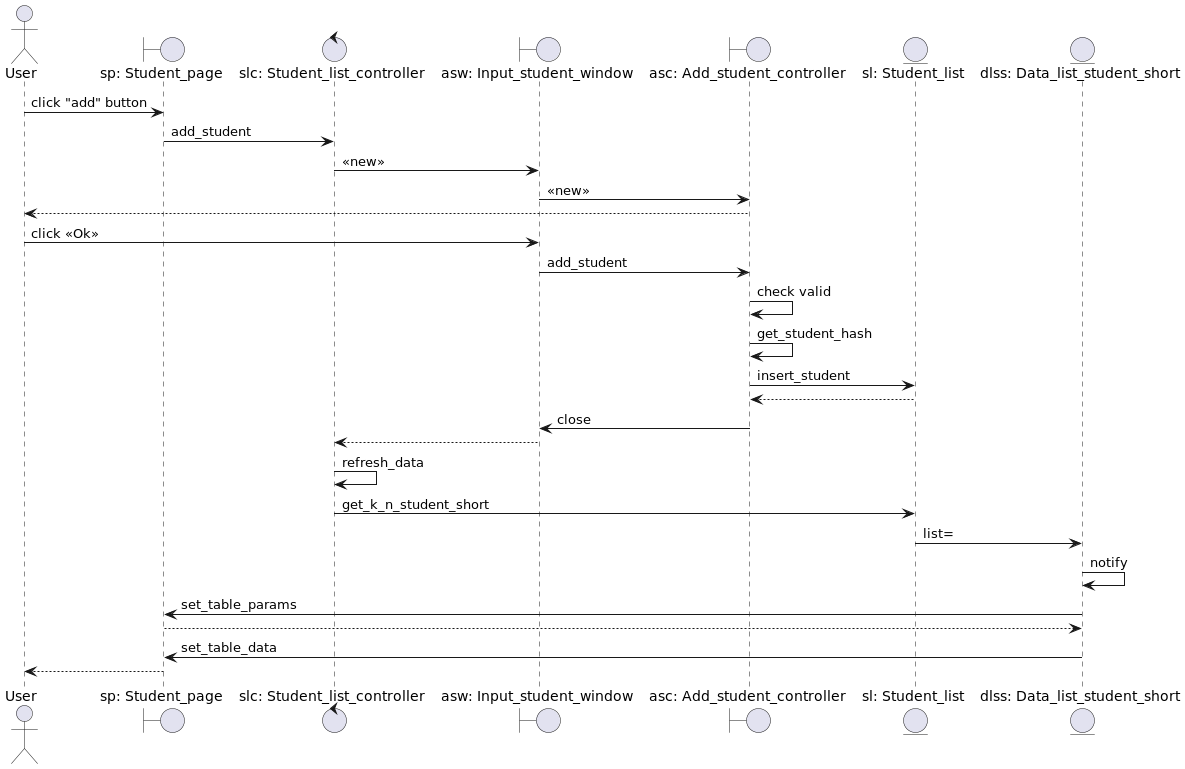 User
sp: Student_page
slc: Student_list_controller
asw: Input_student_window
asc: Add_student_controller
sl: Student_list
dlss: Data_list_student_short
click "add" button
add_student
«new»
«new»
click «Ok»
add_student
check valid
get_student_hash
insert_student
close
refresh_data
get_k_n_student_short
list=
notify
set_table_params
set_table_data
User
sp: Student_page
slc: Student_list_controller
asw: Input_student_window
asc: Add_student_controller
sl: Student_list
dlss: Data_list_student_short